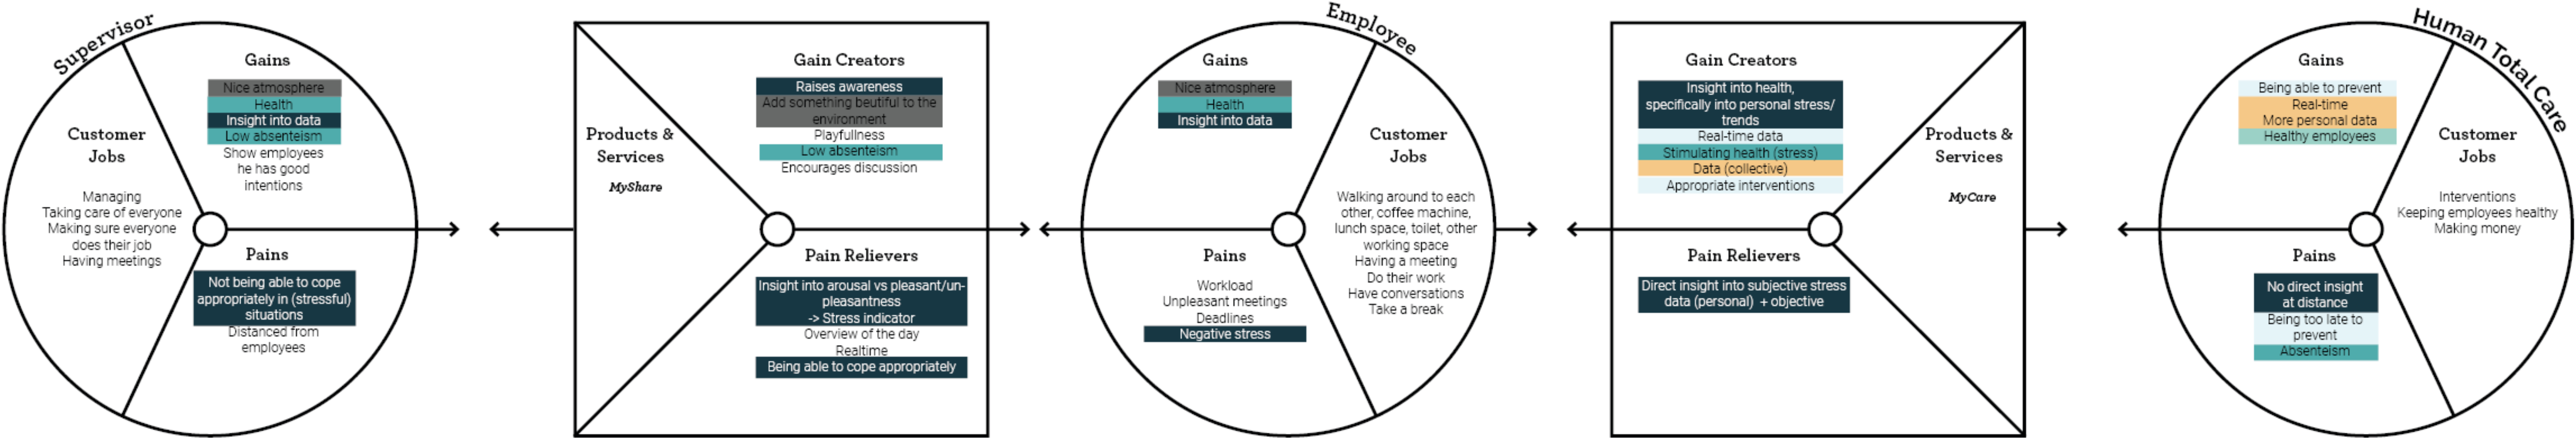 Supervisor
Gains
Nice atmosphere
Health
Insight into data
Low absenteism
Show employees
he has good
intentions
Customer
Jobs
Managing
Taking care of everyone
Making sure everyone
does their job
Having meetings
Pains
Not being able to cope
appropriately in (stressful)
situations
Distanced from
employees
Products &
Services
MyShare
Gain Creators
Raises awareness
Add something beutiful to the
environment
Playfullness
Low absenteism
Encourages discussion
Pain Relievers
Insight into arousal vs pleasant/un-
pleasantness
-> Stress indicator
Overview of the day
Realtime
Being able to cope appropriately
Employee
Gains
Nice atmosphere
Health
Insight into data
Pains
Workload
Unpleasant meetings
Deadlines
Negative stress
Customer
Jobs
Walking around to each
other, coffee machine,
lunch space, toilet, other
working space
Having a meeting
Do their work
Have conversations
Take a break
Gain Creators
Insight into health,
specifically into personal stress/
trends
Real-time data
Stimulating health (stress)
Data (collective)
Appropriate interventions
Pain Relievers
Direct insight into subjective stress
data (personal) + objective
Products &
Services
MyCare
Human Total Care
Gains
Being able to prevent
Real-time
More personal data
Healthy employees
Pains
No direct insight
at distance
Being too late to
prevent
Absenteism
Customer
Jobs
Interventions
Keeping employees healthy
Making money